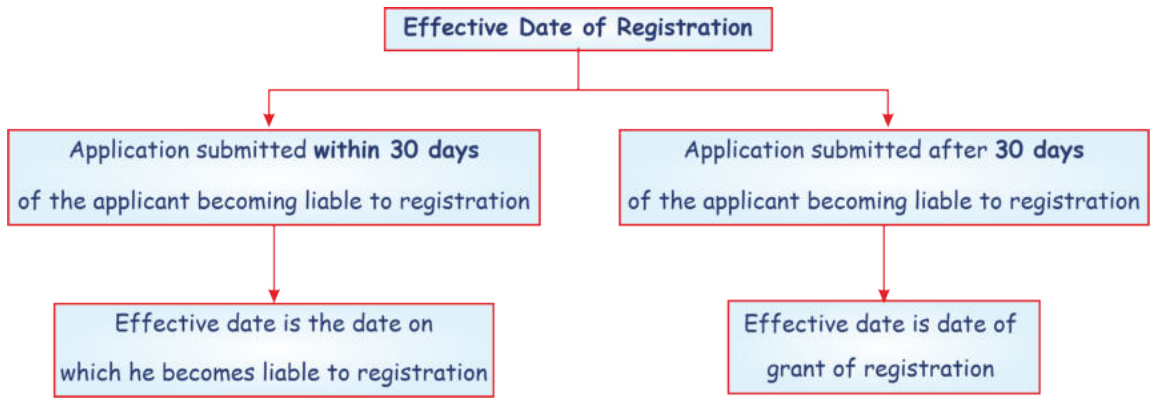 Effective Date of Registration
Application submitted within 30 days
of the applicant becoming liable to registration
Application submitted after 30 days
of the applicant becoming liable to registration
Effective date is the date on
which he becomes liable to registration
Effective date is date of
grant of registration